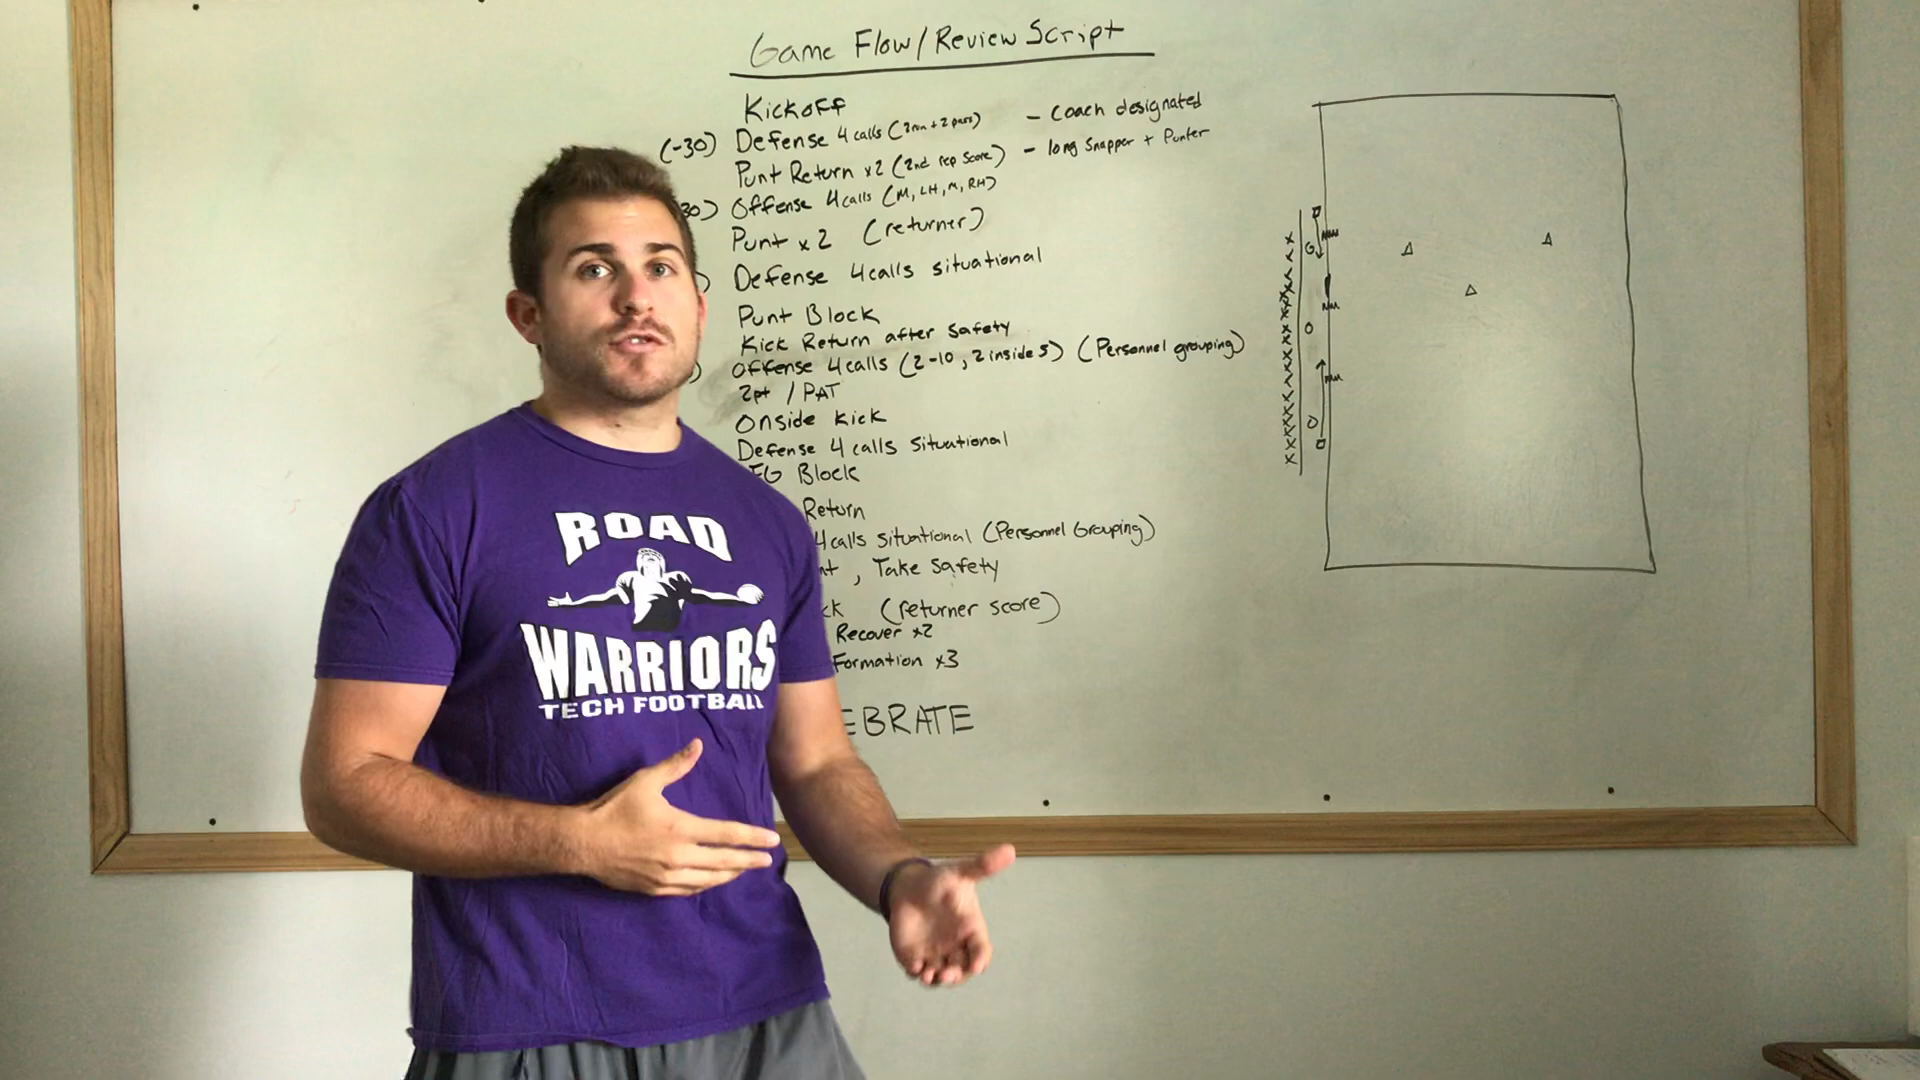 Game Flow/Review Script
Kickoff
(-30) Defense 4 calls (2run + 2 pass) - Coach designated
Punt Return x2 (2nd rep Score) - long Snapper + Punter
30) Offense 4 calls (M, LH, M, RH)
Punt x 2 (returner)
) Defense 4 calls situational
Punt Block
Kick Return after Safety
) Offense 4 calls (2-10, 2 inside 5) (Personnel grouping)
2pt / PAT
Onside Kick
Defense 4 calls Situational
FG Block
Return
4 calls Situational (Personnel Grouping)
nt, Take Safety
ck (returner score)
Recover x2
Formation x3
EBRATE
ROAD
WARRIORS
TECH FOOTBALL